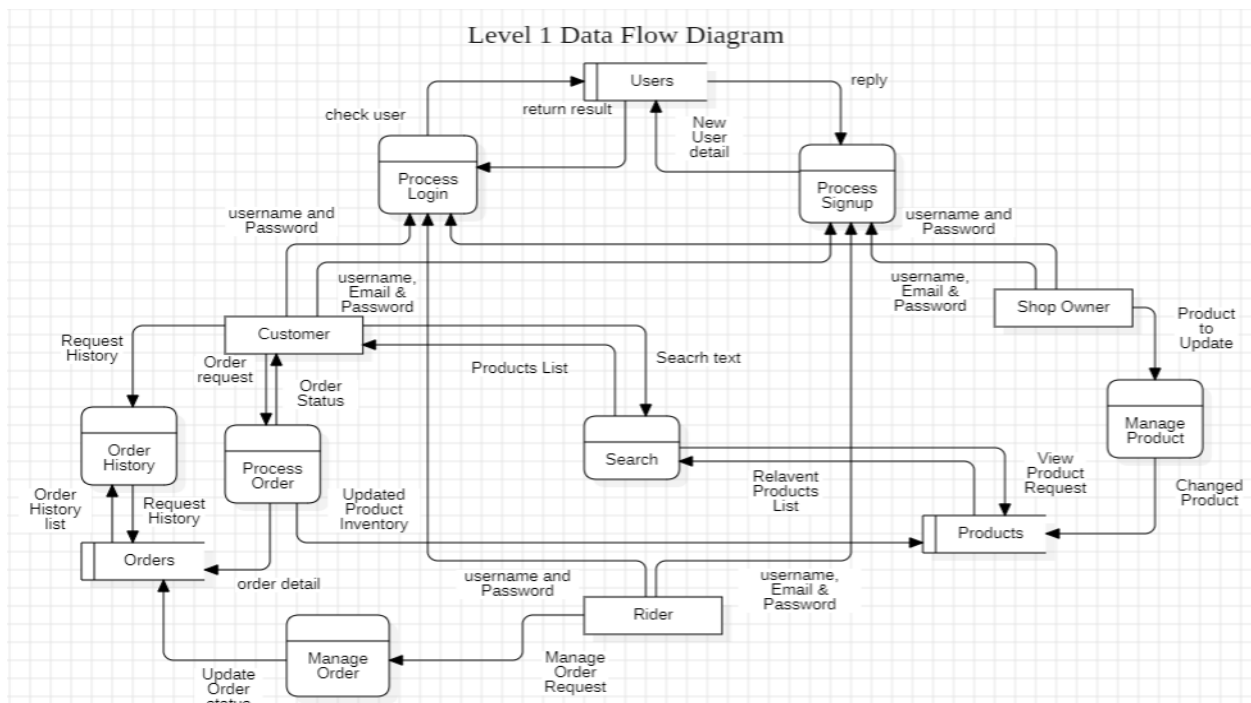 Level 1 Data Flow Diagram
Users
reply
check user
return result
New
User
detail
Process
Login
Process
Signup
username and
Password
username and
Password
username,
Email &
Password
username,
Email &
Password
Shop Owner
Customer
Product
to
Update
Request
History
Order
request
Order
Status
Products List
Seacrh text
Manage
Product
Order
History
Process
Order
Search
View
Product
Request
Changed
Product
Relavent
Products
List
Order
History
list
Request
History
Updated
Product
Inventory
Products
Orders
order detail
username and
Password
username,
Email &
Password
Rider
Manage
Order
Manage
Order
Request
Update
Order
status